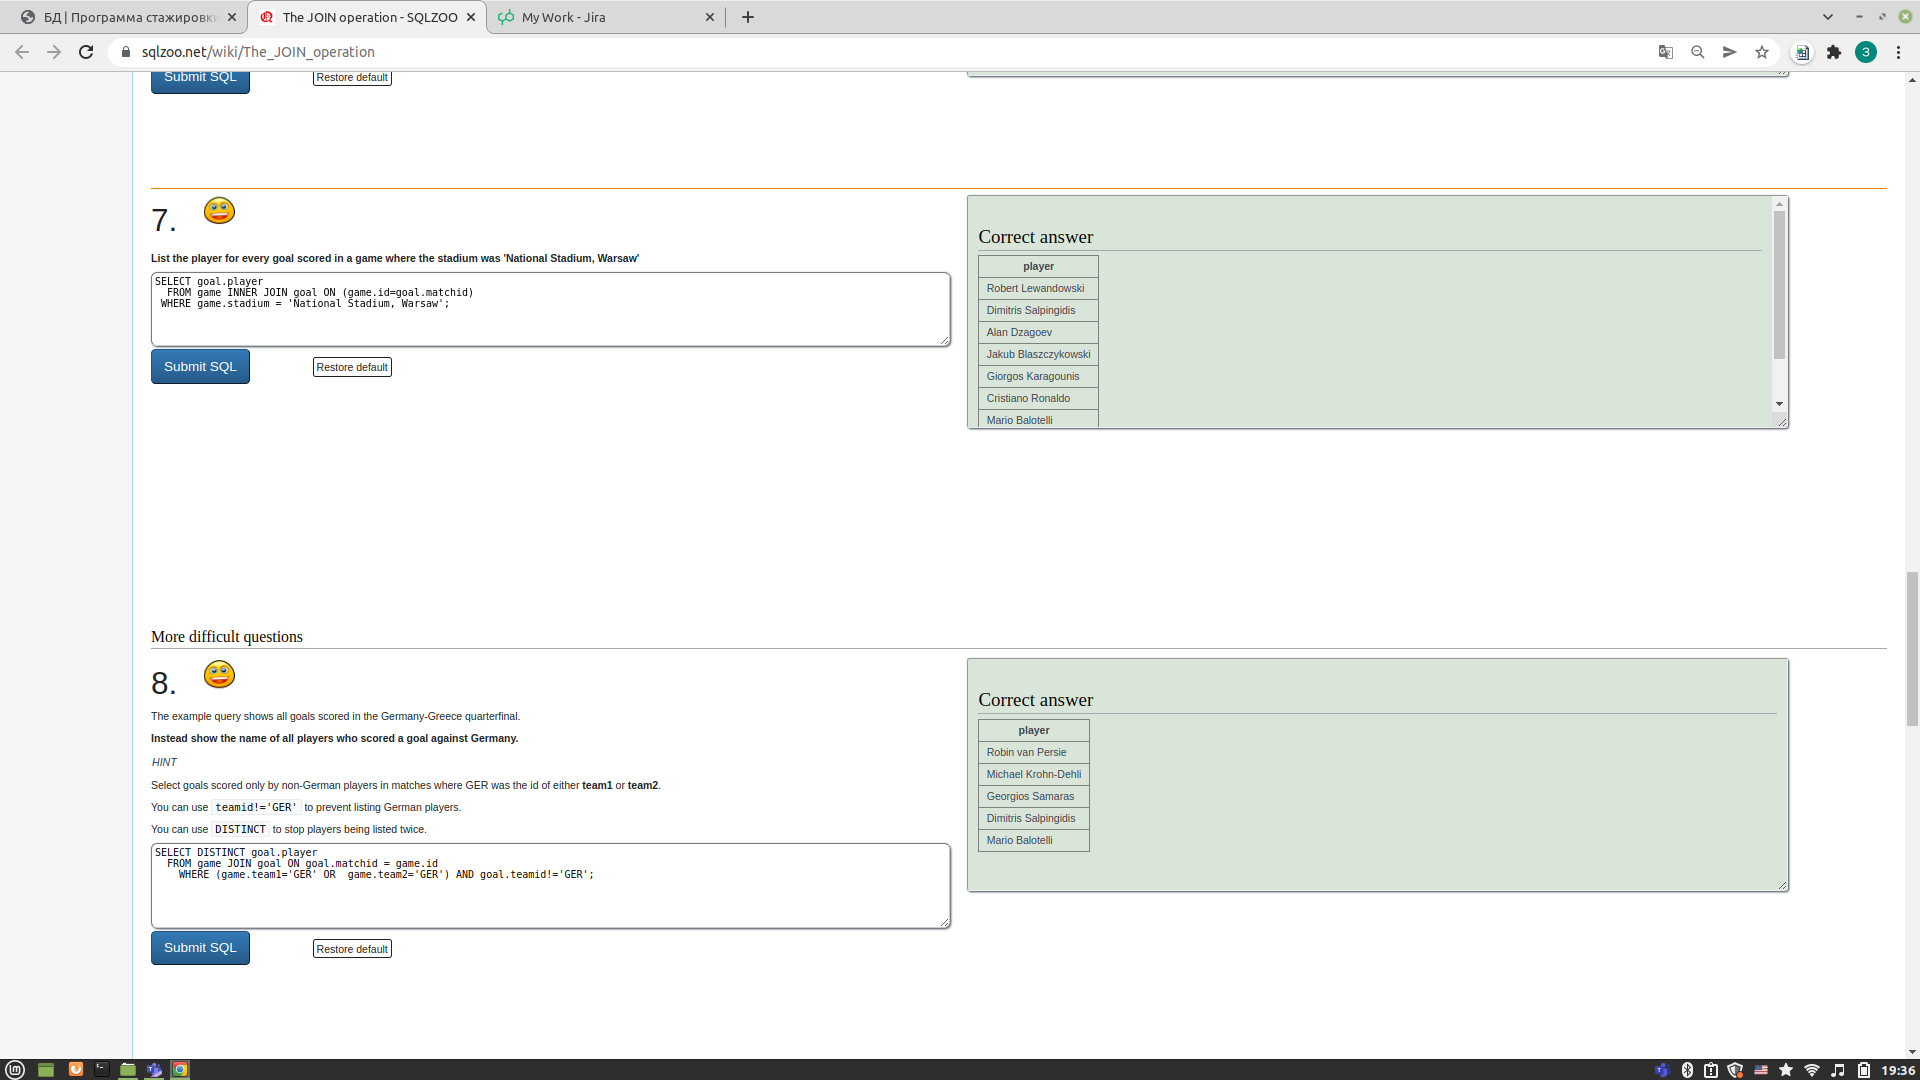 БД | Программа стажировки
The JOIN operation - SQLZOO
My Work - Jira
sqlzoo.net/wiki/The_JOIN_operation
3
Submit SQL
Restore default
7.
List the player for every goal scored in a game where the stadium was 'National Stadium, Warsaw'
SELECT goal.player
FROM game INNER JOIN goal ON (game.id=goal.matchid)
WHERE game.stadium = 'National Stadium, Warsaw';
Submit SQL
Restore default
Correct answer
player
Robert Lewandowski
Dimitris Salpingidis
Alan Dzagoev
Jakub Blaszczykowski
Giorgos Karagounis
Cristiano Ronaldo
Mario Balotelli
More difficult questions
8.
The example query shows all goals scored in the Germany-Greece quarterfinal.
Instead show the name of all players who scored a goal against Germany.
HINT
Select goals scored only by non-German players in matches where GER was the id of either team1 or team2.
You can use teamid!='GER' to prevent listing German players.
You can use DISTINCT to stop players being listed twice.
SELECT DISTINCT goal.player
FROM game JOIN goal ON goal.matchid = game.id
WHERE (game.team1='GER' OR  game.team2='GER') AND goal.teamid!='GER';
Submit SQL
Restore default
Correct answer
player
Robin van Persie
Michael Krohn-Dehli
Georgios Samaras
Dimitris Salpingidis
Mario Balotelli
19:36